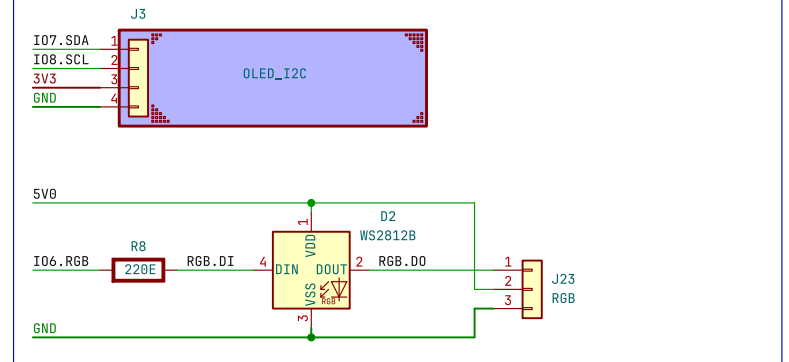 J3
IO7.SDA 1
IO8.SCL 2
3V3 3
GND 4
OLED_I2C
5V0
D2
WS2812B
1
VDD
R8
IO6.RGB
220E
RGB.DI
4
DIN
DOUT
2
RGB.DO
VSS
RGB
3
1
2
3
J23
RGB
GND